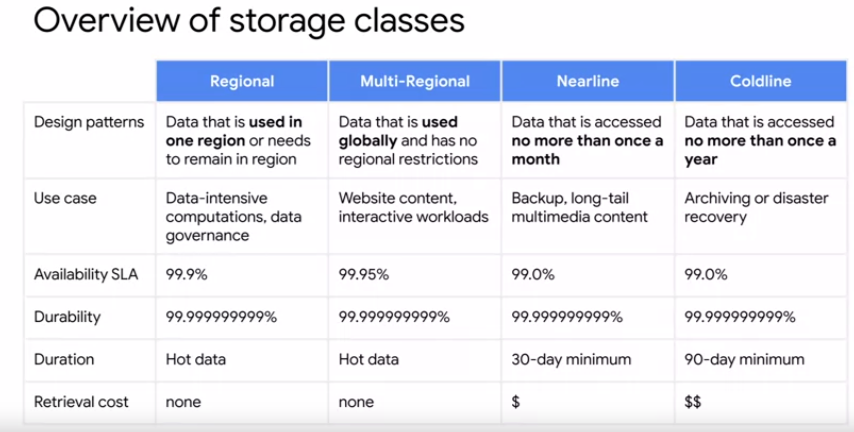 Overview of storage classes
Regional Multi-Regional Nearline Coldline
Design patterns
Data that is used in
one region or needs
to remain in region
Data that is used
globally and has no
regional restrictions
Data that is accessed
no more than once a
month
Data that is accessed
no more than once a
year
Use case
Data-intensive
computations, data
governance
Website content,
interactive workloads
Backup, long-tail
multimedia content
Archiving or disaster
recovery
Availability SLA 99.9% 99.95% 99.0% 99.0%
Durability 99.999999999% 99.999999999% 99.999999999% 99.999999999%
Duration Hot data Hot data 30-day minimum 90-day minimum
Retrieval cost none none $ $$